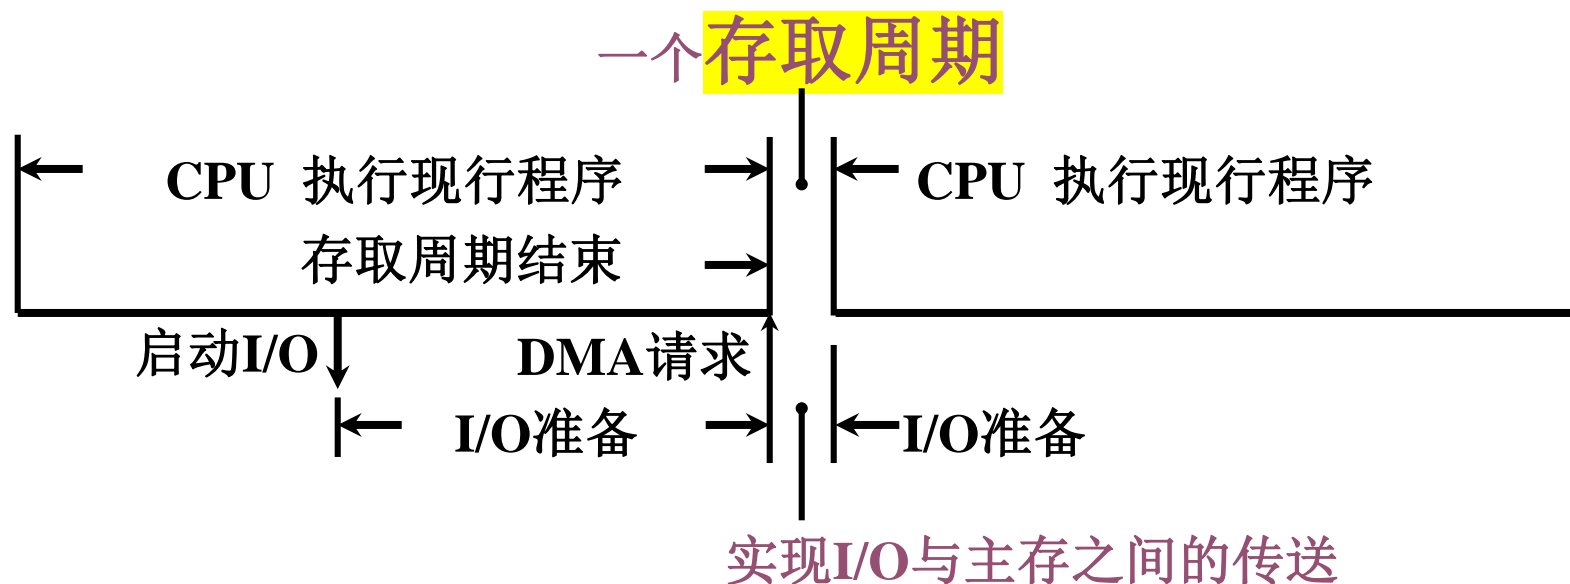 一个存取周期
CPU 执行现行程序
CPU 执行现行程序
存取周期结束
启动I/O
DMA请求
I/O准备
I/O准备
实现I/O与主存之间的传送